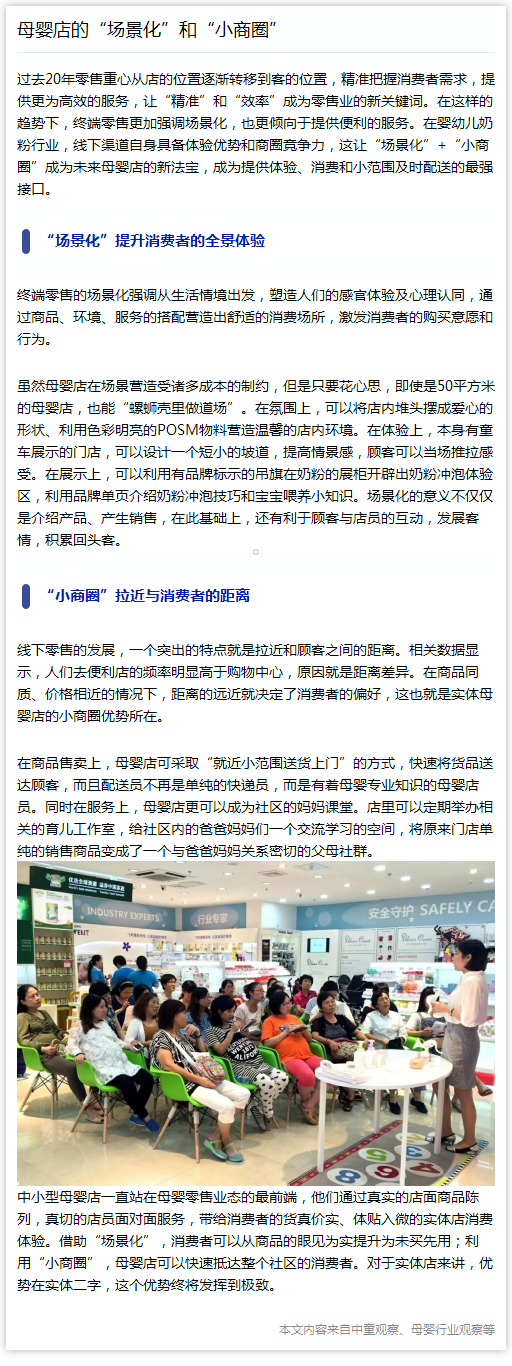 母婴店的“场景化”和“小商圈”
过去20年零售重心从店的位置逐渐转移到客的位置，精准把握消费者需求，提
供更为高效的服务，让“精准”和“效率”成为零售业的新关键词。在这样的
趋势下，终端零售更加强调场景化，也更倾向于提供便利的服务。在婴幼儿奶
粉行业，线下渠道自身具备体验优势和商圈竞争力，这让“场景化”+“小商
圈”成为未来母婴店的新法宝，成为提供体验、消费和小范围及时配送的最强
接口。
“场景化”提升消费者的全景体验
终端零售的场景化强调从生活情境出发，塑造人们的感官体验及心理认同，通
过商品、环境、服务的搭配营造出舒适的消费场所，激发消费者的购买意愿和
行为。
虽然母婴店在场景营造受诸多成本的制约，但是只要花心思，即使是50平方米
的母婴店，也能“螺蛳壳里做道场”。在氛围上，可以将店内堆头摆成爱心的
形状、利用色彩明亮的POSM物料营造温馨的店内环境。在体验上，本身有童
车展示的门店，可以设计一个短小的坡道，提高情景感，顾客可以当场推拉感
受。在展示上，可以利用有品牌标示的吊旗在奶粉的展柜开辟出奶粉冲泡体验
区，利用品牌单页介绍奶粉冲泡技巧和宝宝喂养小知识。场景化的意义不仅仅
是介绍产品、产生销售，在此基础上，还有利于顾客与店员的互动，发展客
情，积累回头客。
“小商圈”拉近与消费者的距离
线下零售的发展，一个突出的特点就是拉近和顾客之间的距离。相关数据显
示，人们去便利店的频率明显高于购物中心，原因就是距离差异。在商品同
质、价格相近的情况下，距离的远近就决定了消费者的偏好，这也就是实体母
婴店的小商圈优势所在。
在商品售卖上，母婴店可采取“就近小范围送货上门”的方式，快速将货品送
达顾客，而且配送员不再是单纯的快递员，而是有着母婴专业知识的母婴店
员。同时在服务上，母婴店更可以成为社区的妈妈课堂。店里可以定期举办相
关的育儿工作室，给社区内的爸爸妈妈们一个交流学习的空间，将原来门店单
纯的销售商品变成了一个与爸爸妈妈关系密切的父母社群。
INDUSTRY EXPERTS
行业专家
安全守护 SAFELY CA
中小型母婴店一直站在母婴零售业态的最前端，他们通过真实的店面商品陈
列，真切的店员面对面服务，带给消费者的货真价实、体贴入微的实体店消费
体验。借助“场景化”，消费者可以从商品的眼见为实提升为未买先用；利
用“小商圈”，母婴店可以快速抵达整个社区的消费者。对于实体店来讲，优
势在实体二字，这个优势终将发挥到极致。
本文内容来自中童观察、母婴行业观察等